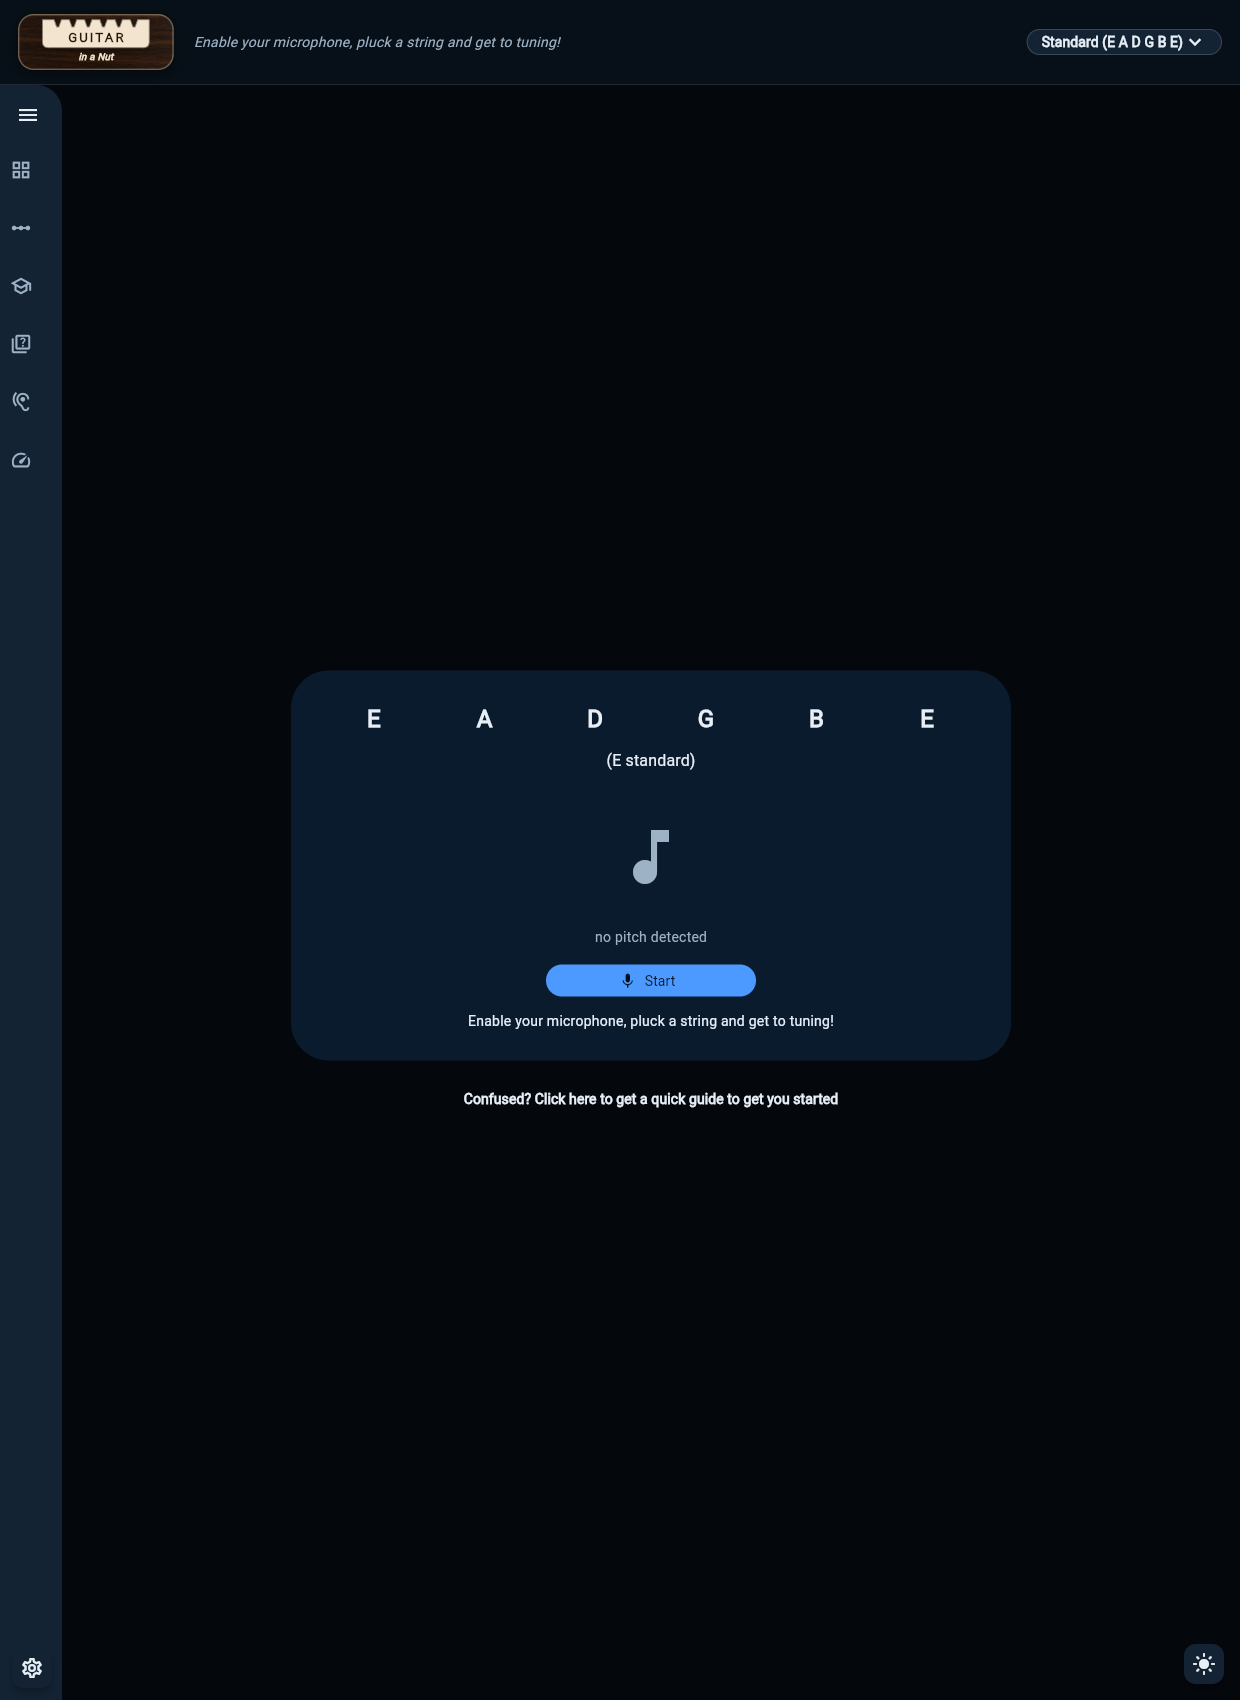 GUITAR
in a Nut
Enable your microphone, pluck a string and get to tuning!
Standard (E A D G B E)
E A D G B E
(E standard)
no pitch detected
Start
Enable your microphone, pluck a string and get to tuning!
Confused? Click here to get a quick guide to get you started